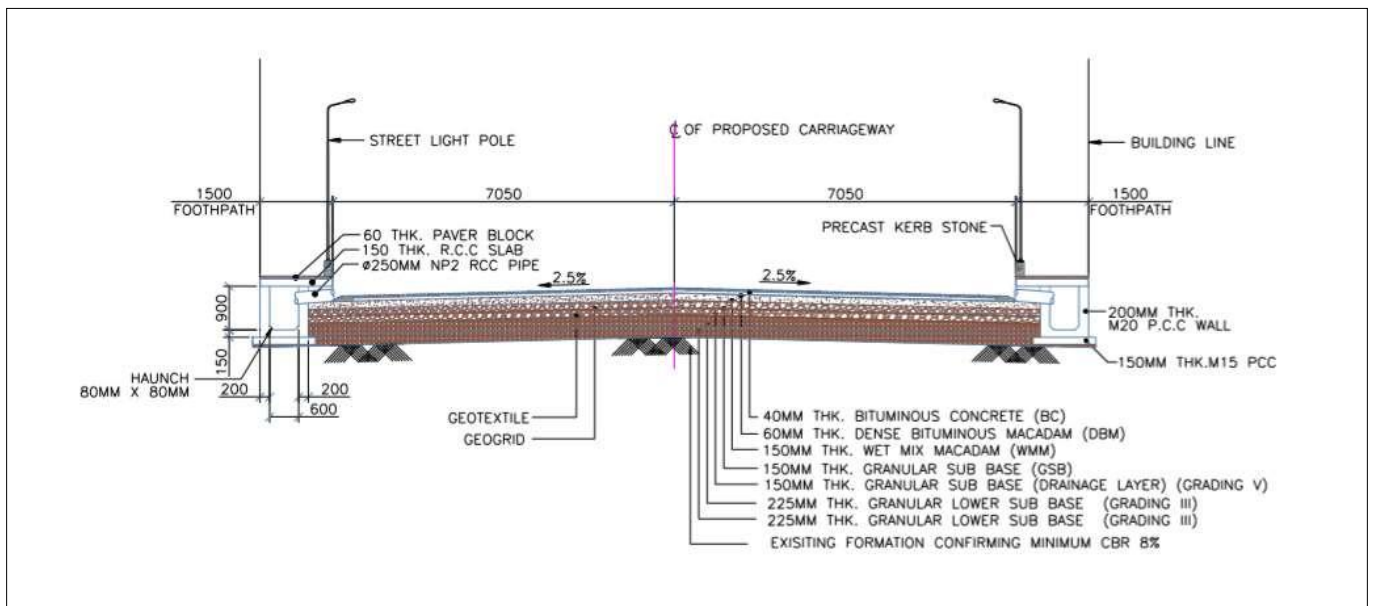 ℄ OF PROPOSED CARRIAGEWAY
STREET LIGHT POLE
BUILDING LINE
1500
7050
7050
1500
FOOTHPATH
FOOTHPATH
PRECAST KERB STONE
60 THK. PAVER BLOCK
150 THK. R.C.C SLAB
Ø250MM NP2 RCC PIPE
2.5%
2.5%
900
150
200MM THK.
M20 P.C.C WALL
150MM THK.M15 PCC
HAUNCH
80MM X 80MM
200
200
600
GEOTEXTILE
GEOGRID
40MM THK. BITUMINOUS CONCRETE (BC)
60MM THK. DENSE BITUMINOUS MACADAM (DBM)
150MM THK. WET MIX MACADAM (WMM)
150MM THK. GRANULAR SUB BASE (GSB)
150MM THK. GRANULAR SUB BASE (DRAINAGE LAYER) (GRADING V)
225MM THK. GRANULAR LOWER SUB BASE (GRADING III)
225MM THK. GRANULAR LOWER SUB BASE (GRADING III)
EXISITING FORMATION CONFIRMING MINIMUM CBR 8%